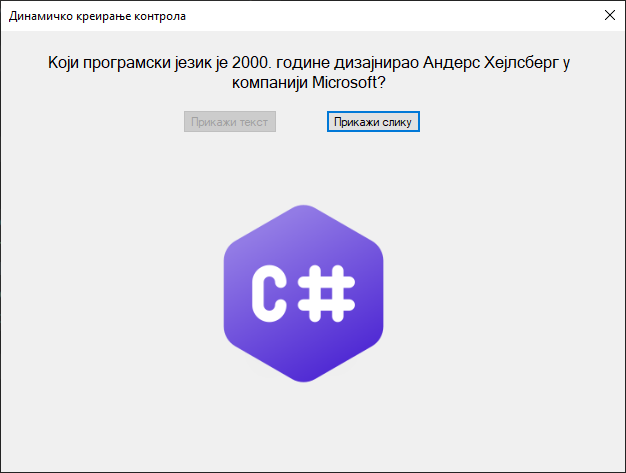 Динамичко креирање контрола
Који програмски језик је 2000. године дизајнирао Андерс Хејлсберг у
компанији Microsoft?
Прикажи текст
Прикажи слику
C#